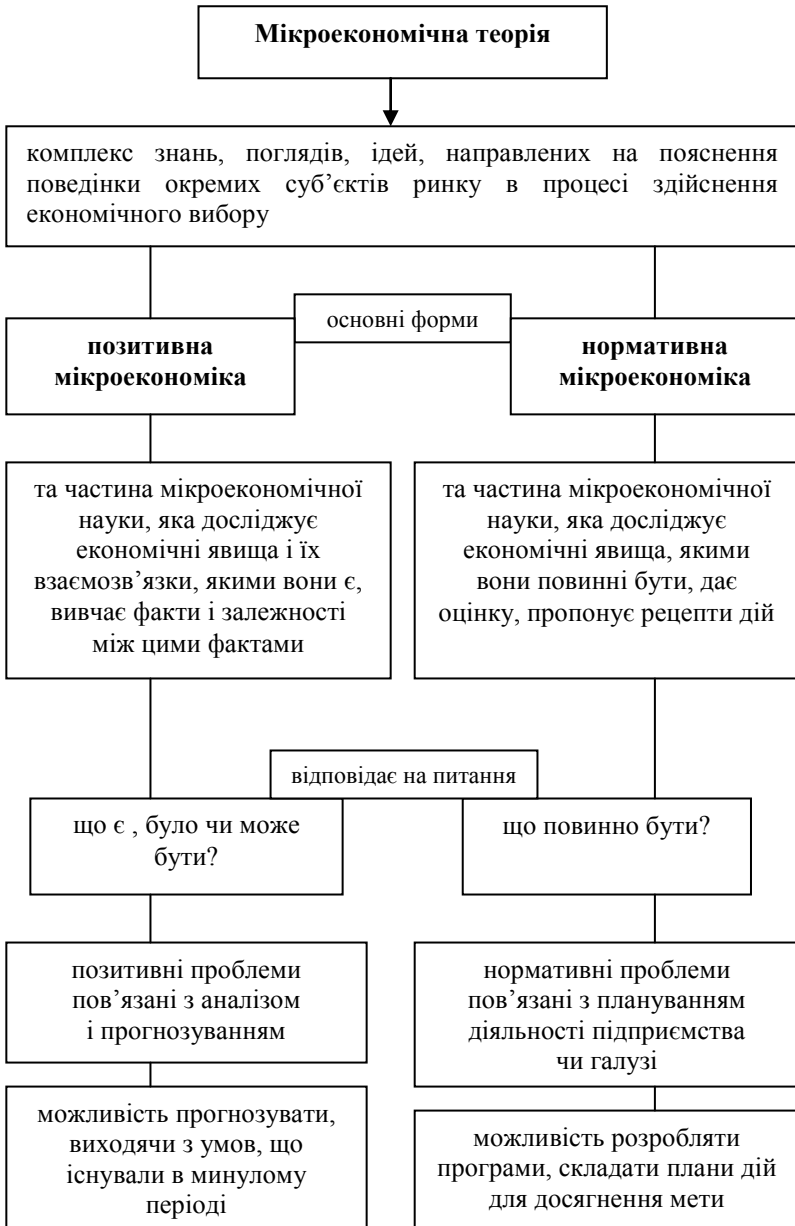 Мікроекономічна теорія
комплекс знань, поглядів, ідей, направлених на пояснення
поведінки окремих суб’єктів ринку в процесі здійснення
економічного вибору
основні форми
позитивна
мікроекономіка
нормативна
мікроекономіка
та частина мікроекономічної
науки, яка досліджує
економічні явища і їх
взаємозв’язки, якими вони є,
вивчає факти і залежності
між цими фактами
та частина мікроекономічної
науки, яка досліджує
економічні явища, якими
вони повинні бути, дає
оцінку, пропонує рецепти дій
відповідає на питання
що є , було чи може
бути?
що повинно бути?
позитивні проблеми
пов’язані з аналізом
і прогнозуванням
нормативні проблеми
пов’язані з плануванням
діяльності підприємства
чи галузі
можливість прогнозувати,
виходячи з умов, що
існували в минулому
періоді
можливість розробляти
програми, складати плани дій
для досягнення мети